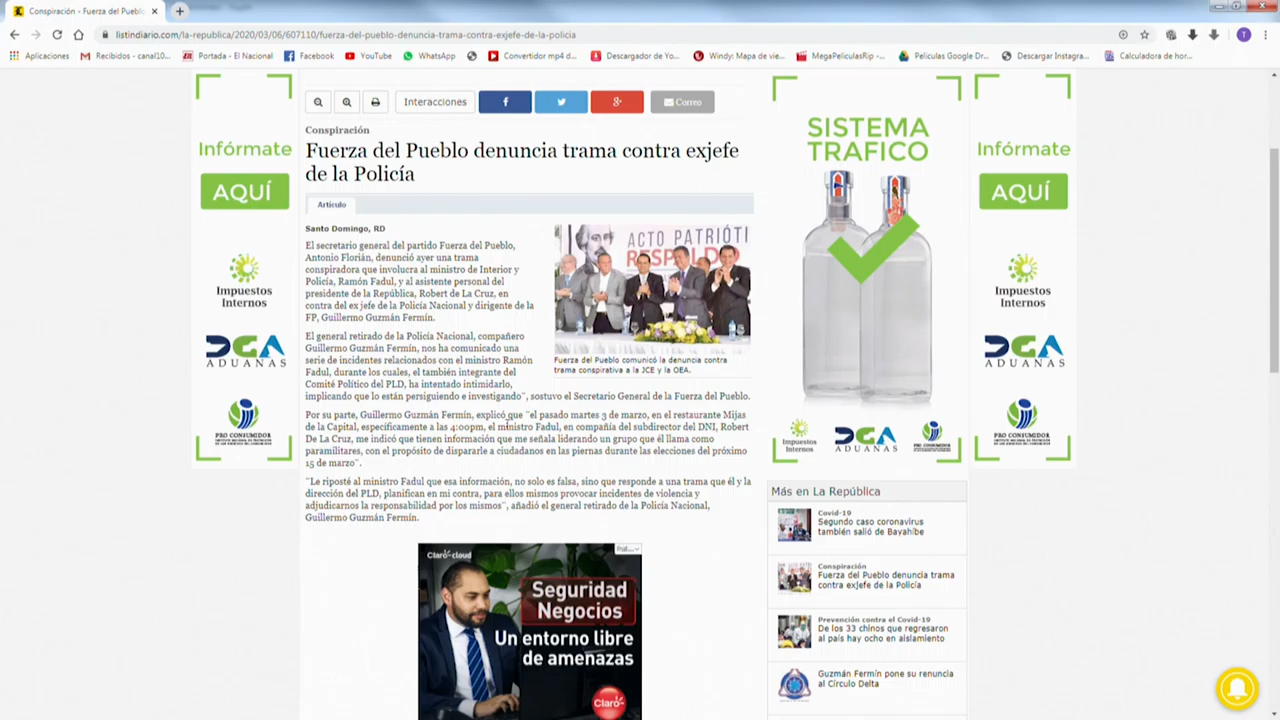 Conspiración - Fuerza del Pueblo
listindiario.com/la-republica/2020/03/06/607110/fuerza-del-pueblo-denuncia-trama-contra-exjefe-de-la-policia
T
Aplicaciones
Recibidos - canal10...
Portada - El Nacional
Facebook
YouTube
WhatsApp
Convertidor mp4 d...
Descargador de Yo...
Windy: Mapa de vie...
MegaPeliculasRip -...
Peliculas Google Dr...
Descargar Instagra...
Calculadora de hor...
Infórmate
AQUÍ
Impuestos
Internos
DGA
ADUANAS
PRO CONSUMIDOR
Interacciones
Correo
Conspiración
Fuerza del Pueblo denuncia trama contra exjefe
de la Policía
Artículo
Santo Domingo, RD
El secretario general del partido Fuerza del Pueblo,
Antonio Florián, denunció ayer una trama
conspiradora que involucra al ministro de Interior y
Policía, Ramón Fadul, y al asistente personal del
presidente de la República, Robert de La Cruz, en
contra del ex jefe de la Policía Nacional y dirigente de la
FP, Guillermo Guzmán Fermín.
El general retirado de la Policía Nacional, compañero
Guillermo Guzmán Fermín, nos ha comunicado una
serie de incidentes relacionados con el ministro Ramón
Fadul, durante los cuales, el también integrante del
Comité Político del PLD, ha intentado intimidarlo,
implicando que lo están persiguiendo e investigando", sostuvo el Secretario General de la Fuerza del Pueblo.
ACTO PATRIÓTI
RESPALDO
Fuerza del Pueblo comunicó la denuncia contra
trama conspirativa a la JCE y la OEA.
Por su parte, Guillermo Guzmán Fermín, explicó que "el pasado martes 3 de marzo, en el restaurante Mijas
de la Capital, específicamente a las 4:00pm, el ministro Fadul, en compañía del subdirector del DNI, Robert
De La Cruz, me indicó que tienen información que me señala liderando un grupo que él llama como
paramilitares, con el propósito de dispararle a ciudadanos en las piernas durante las elecciones del próximo
15 de marzo".
"Le riposté al ministro Fadul que esa información, no solo es falsa, sino que responde a una trama que él y la
dirección del PLD, planifican en mi contra, para ellos mismos provocar incidentes de violencia y
adjudicarnos la responsabilidad por los mismos", añadió el general retirado de la Policía Nacional,
Guillermo Guzmán Fermín.
Claro-cloud
Seguridad
Negocios
Un entorno libre
de amenazas
Claro
SISTEMA
TRAFICO
Impuestos
Internos
DGA
ADUANAS
PRO CONSUMIDOR
Más en La República
Covid-19
Segundo caso coronavirus
también salió de Bayahíbe
Conspiración
Fuerza del Pueblo denuncia trama
contra exjefe de la Policía
Prevención contra el Covid-19
De los 33 chinos que regresaron
al país hay ocho en aislamiento
Guzmán Fermín pone su renuncia
al Círculo Delta
Infórmate
AQUÍ
Impuestos
Internos
DGA
ADUANAS
PRO CONSUMIDOR